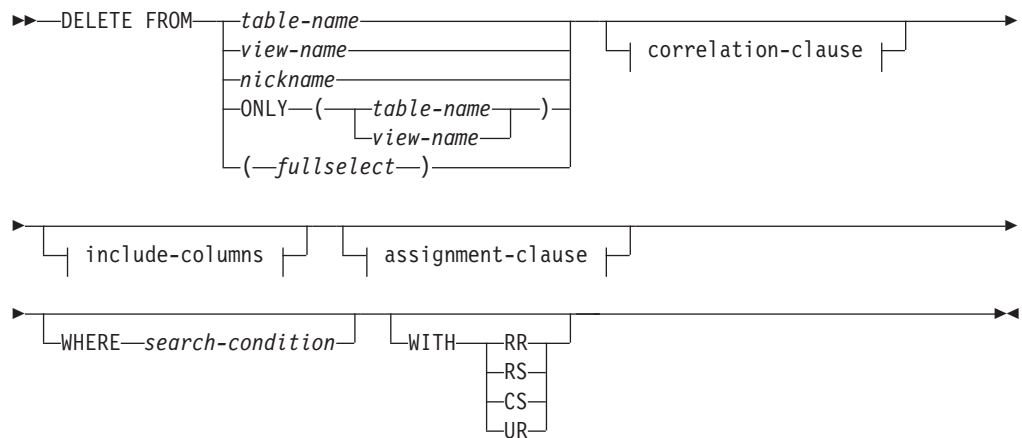 DELETE FROM table-name
view-name
nickname
ONLY ( table-name )
view-name
( fullselect )
correlation-clause
include-columns assignment-clause
WHERE search-condition WITH RR
RS
CS
UR